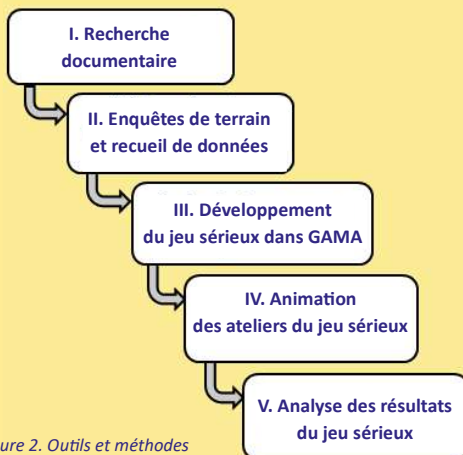 I. Recherche
documentaire
II. Enquêtes de terrain
et recueil de données
III. Développement
du jeu sérieux dans GAMA
IV. Animation
des ateliers du jeu sérieux
V. Analyse des résultats
du jeu sérieux
ure 2. Outils et méthodes